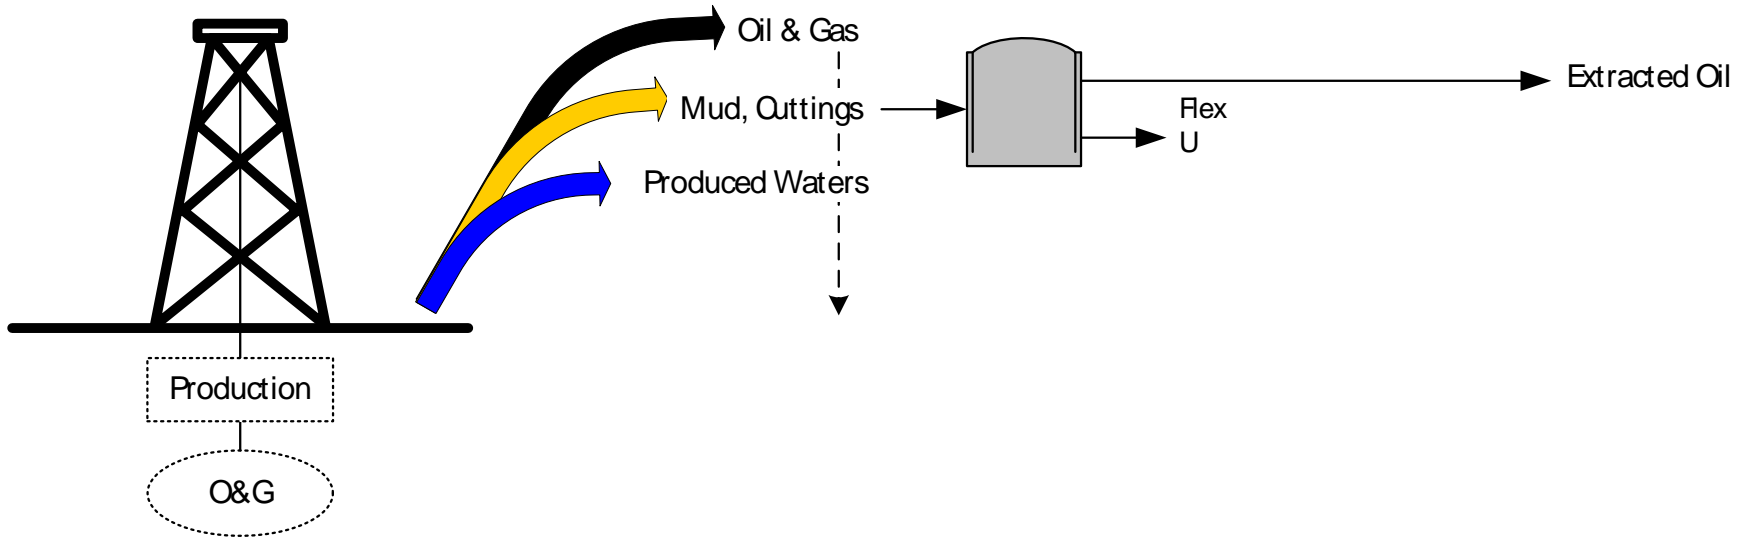 Oil & Gas
Mud, Cuttings
Produced Waters
Extracted Oil
Flex
U
Production
O&G